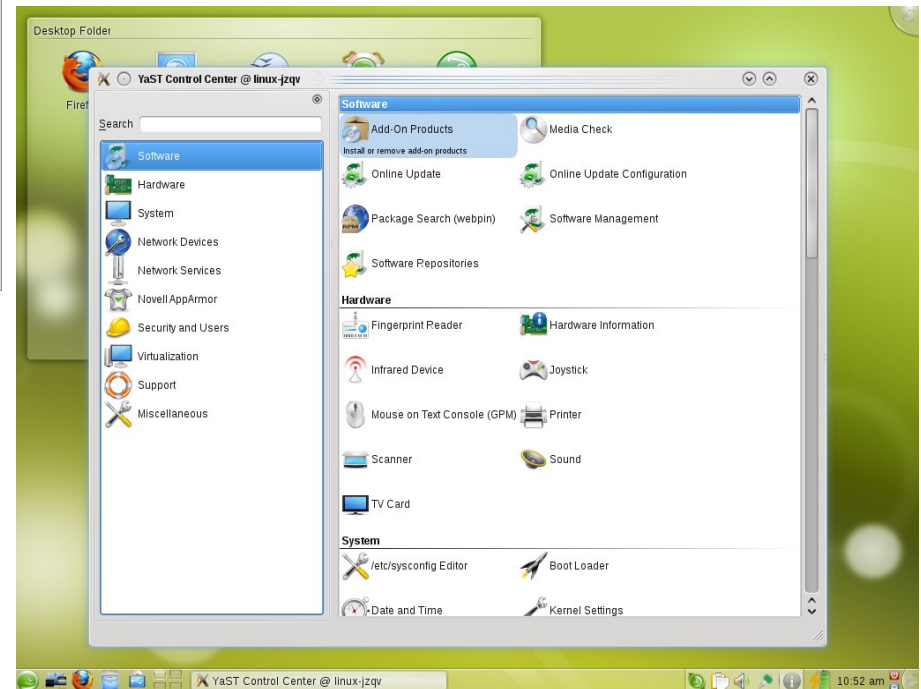 Desktop Folder
YaST Control Center @ linux-jzqv
Search
Software
Hardware
System
Network Devices
Network Services
Novell AppArmor
Security and Users
Virtualization
Support
Miscellaneous
Software
Add-On Products
Install or remove add-on products
Media Check
Online Update
Online Update Configuration
Package Search (webpin)
Software Management
Software Repositories
Hardware
Fingerprint Reader
Hardware Information
Infrared Device
Joystick
Mouse on Text Console (GPM)
Printer
Scanner
Sound
TV Card
System
/etc/sysconfig Editor
Boot Loader
Date and Time
Kernel Settings
YaST Control Center @ linux-jzqv
10:52 am